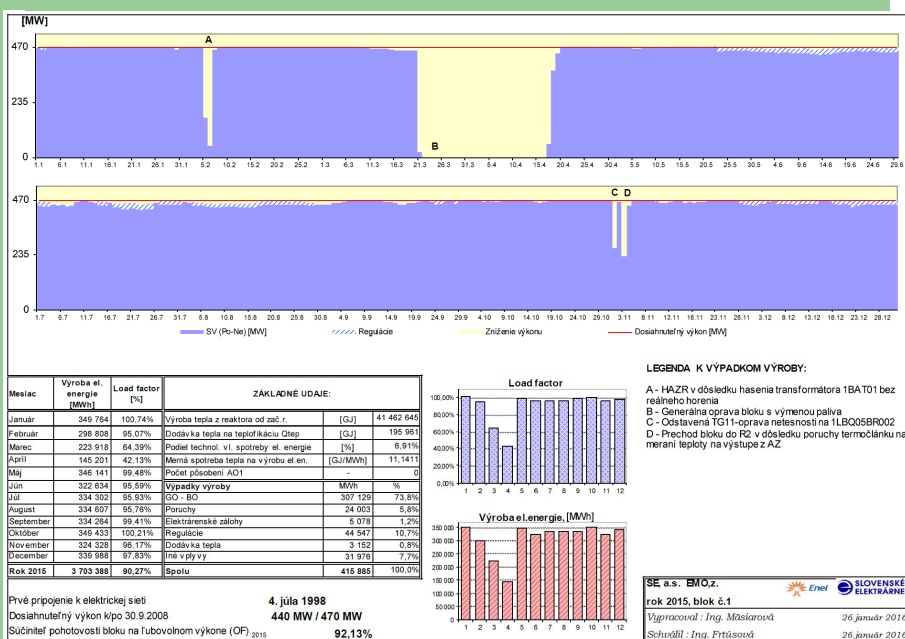 [MW]
470
235
0
A
B
1.1 6.1 11.1 16.1 21.1 26.1 31.1 5.2 10.2 15.2 20.2 25.2 1.3 6.3 11.3 16.3 21.3 26.3 31.3 5.4 10.4 15.4 20.4 25.4 30.4 5.5 10.5 15.5 20.5 25.5 30.5 4.6 9.6 14.6 19.6 24.6 29.6
470
235
0
C D
1.7 6.7 11.7 16.7 21.7 26.7 31.7 5.8 10.8 15.8 20.8 25.8 30.8 4.9 9.9 14.9 19.9 24.9 29.9 4.10 9.10 14.10 19.10 24.10 29.10 3.11 8.11 13.11 18.11 23.11 28.11 3.12 8.12 13.12 18.12 23.12 28.12
SV (Po-Ne) [MW] Regulácie Zníženie výkonu Dosiahnuteľný výkon [MW]
Mesiac Výroba el. energie [MWh] Load factor [%] ZÁKLADNÉ UDAJE:
Január 349 764 100,74% Výroba tepla z reaktora od zač.r. [GJ] 41 462 645
Február 298 808 95,07% Dodávka tepla na teplofikáciu Qtep [GJ] 195 961
Marec 223 918 64,39% Podiel technol. vl. spotreby el. energie [%] 6,91%
Apríl 145 201 42,13% Merná spotreba tepla na výrobu el.en. [GJ/MWh] 11,1411
Máj 346 141 99,48% Počet pôsobení AO1 - 0
Jún 322 634 95,59% Výpadky výroby MWh %
Júl 334 302 95,93% GO - BO 307 129 73,8%
August 334 607 95,76% Poruchy 24 003 5,8%
September 334 264 99,41% Elektrárenské zálohy 5 078 1,2%
Október 349 433 100,21% Regulácie 44 547 10,7%
November 324 328 96,17% Dodávka tepla 3 152 0,8%
December 339 988 97,83% Iné vplyvy 31 976 7,7%
Rok 2015 3 703 388 90,27% Spolu 415 885 100,0%
Prvé pripojenie k elektrickej sieti 4. júla 1998
Dosiahnuteľný výkon k/po 30.9.2008 440 MW / 470 MW
Súčiniteľ pohotovosti bloku na ľubovolnom výkone (OF) 2015 92,13%
Load factor
100,00%
80,00%
60,00%
40,00%
20,00%
0,00%
1 2 3 4 5 6 7 8 9 10 11 12
Výroba el.energie, [MWh]
350 000
300 000
250 000
200 000
150 000
100 000
50 000
0
1 2 3 4 5 6 7 8 9 10 11 12
LEGENDA K VÝPADKOM VÝROBY:
A - HAZR v dôsledku hasenia transformátora 1BAT01 bez
reálneho horenia
B - Generálna oprava bloku s výmenou paliva
C - Odstavená TG11-oprava netesnosti na 1LBQ05BR002
D - Prechod bloku do R2 v dôsledku poruchy termočlánku na
meraní teploty na výstupe z AZ
SE, a.s. EMO,z.
Enel SLOVENSKÉ ELEKTRÁRNE
rok 2015, blok č.1
Vypracoval : Ing. Mäsiarová 26 január 2016
Schválil : Ing. Frtúsová 26 január 2016